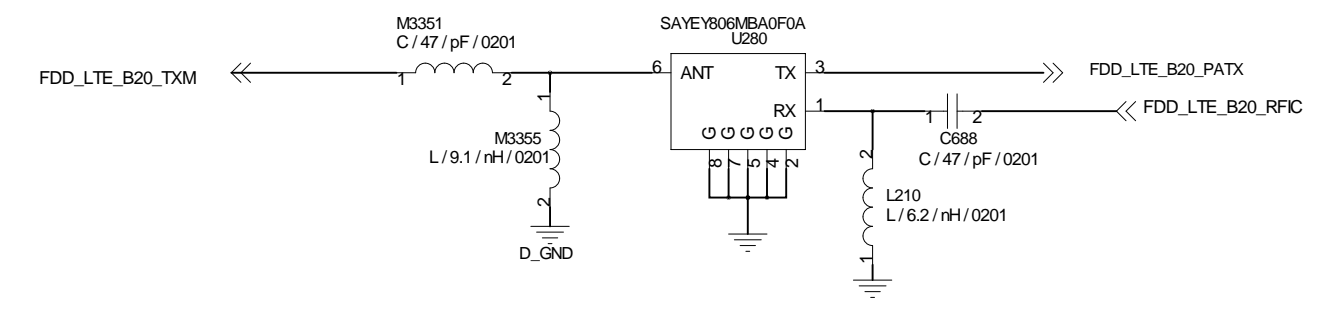 M3351
C / 47 / pF / 0201
SAYEY806MBA0F0A
U280
FDD_LTE_B20_TXM
1
2
6
ANT
TX
3
FDD_LTE_B20_PATX
1
M3355
L / 9.1 / nH / 0201
2
D_GND
RX
1
G G G G G
8 7 5 4 2
1
2
FDD_LTE_B20_RFIC
C688
C / 47 / pF / 0201
2
L210
L / 6.2 / nH / 0201
1